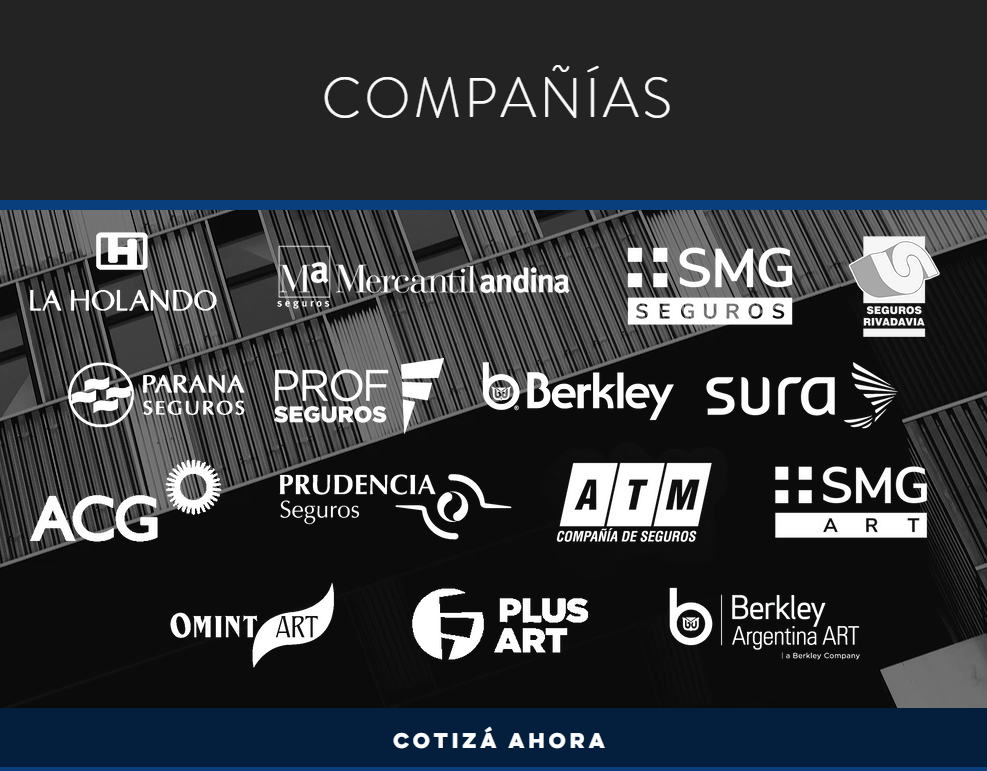 COMPAÑÍAS
H
LA HOLANDO
Ma
seguros
Mercantil andina
SMG
SEGUROS
SEGUROS
RIVADAVIA
PARANA
SEGUROS
PROF
SEGUROS
b Berkley
sura
ACG
PRUDENCIA
Seguros
ATM
COMPAÑÍA DE SEGUROS
SMG
ART
OMINT ART
PLUS
ART
b
Berkley
Argentina ART
| a Berkley Company
COTIZÁ AHORA